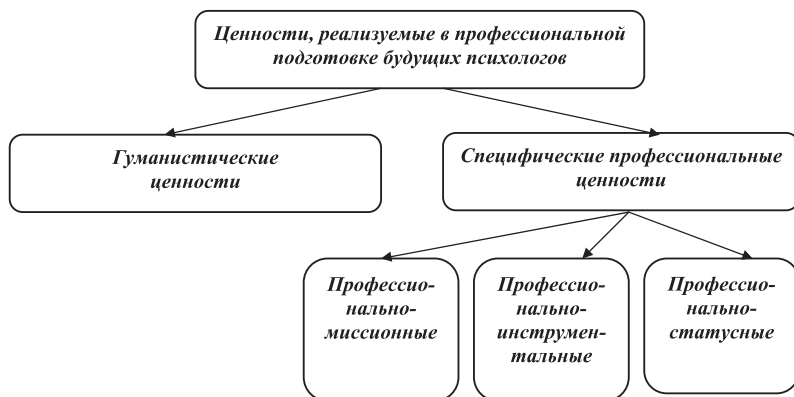 Ценности, реализуемые в профессиональной
подготовке будущих психологов
Гуманистические
ценности
Специфические профессиональные
ценности
Профессио-
нально-
миссионные
Профессио-
нально-
инструмен-
тальные
Профессио-
нально-
статусные